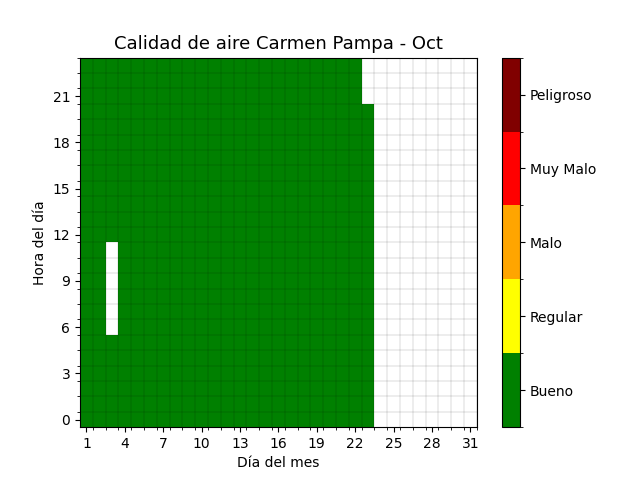 Calidad de aire Carmen Pampa - Oct
Hora del día
21
18
15
12
9
6
3
0
1 4 7 10 13 16 19 22 25 28 31
Día del mes
Peligroso
Muy Malo
Malo
Regular
Bueno